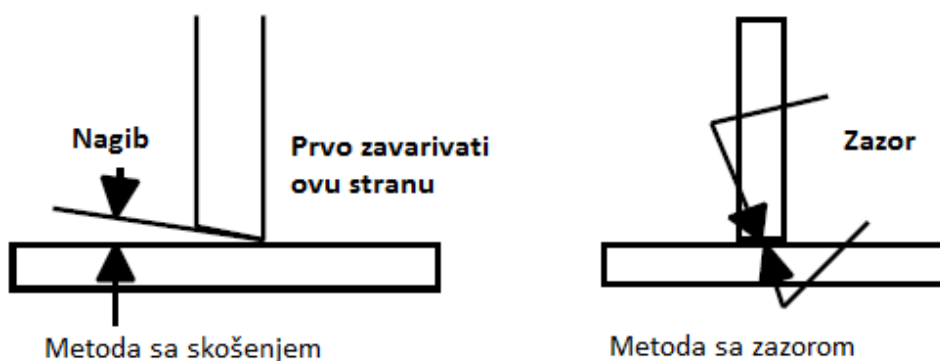 Nagib
Prvo zavarivati
ovu stranu
Metoda sa skošenjem
Zazor
Metoda sa zazorom